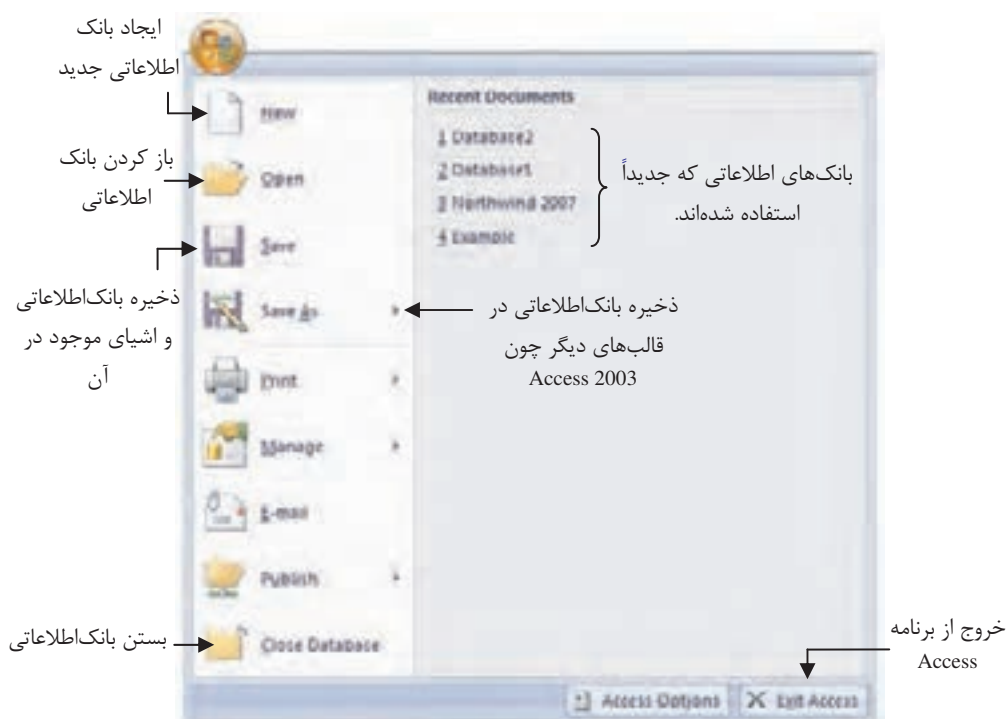 ایجاد بانک
اطلاعاتی جدید
New
Recent Documents
1 Database2
2 Database1
3 Northwind 2007
4 Example
بانک‌های اطلاعاتی که جدیداً
استفاده شده‌اند.
باز کردن بانک
اطلاعاتی
Open
Save
ذخیره بانک‌اطلاعاتی
و اشیای موجود در
آن
Save As
ذخیره بانک‌اطلاعاتی در
قالب‌های دیگر چون
Access 2003
Print
Manage
E-mail
Publish
بستن بانک‌اطلاعاتی
Close Database
خروج از برنامه
Access
Access Options
Exit Access